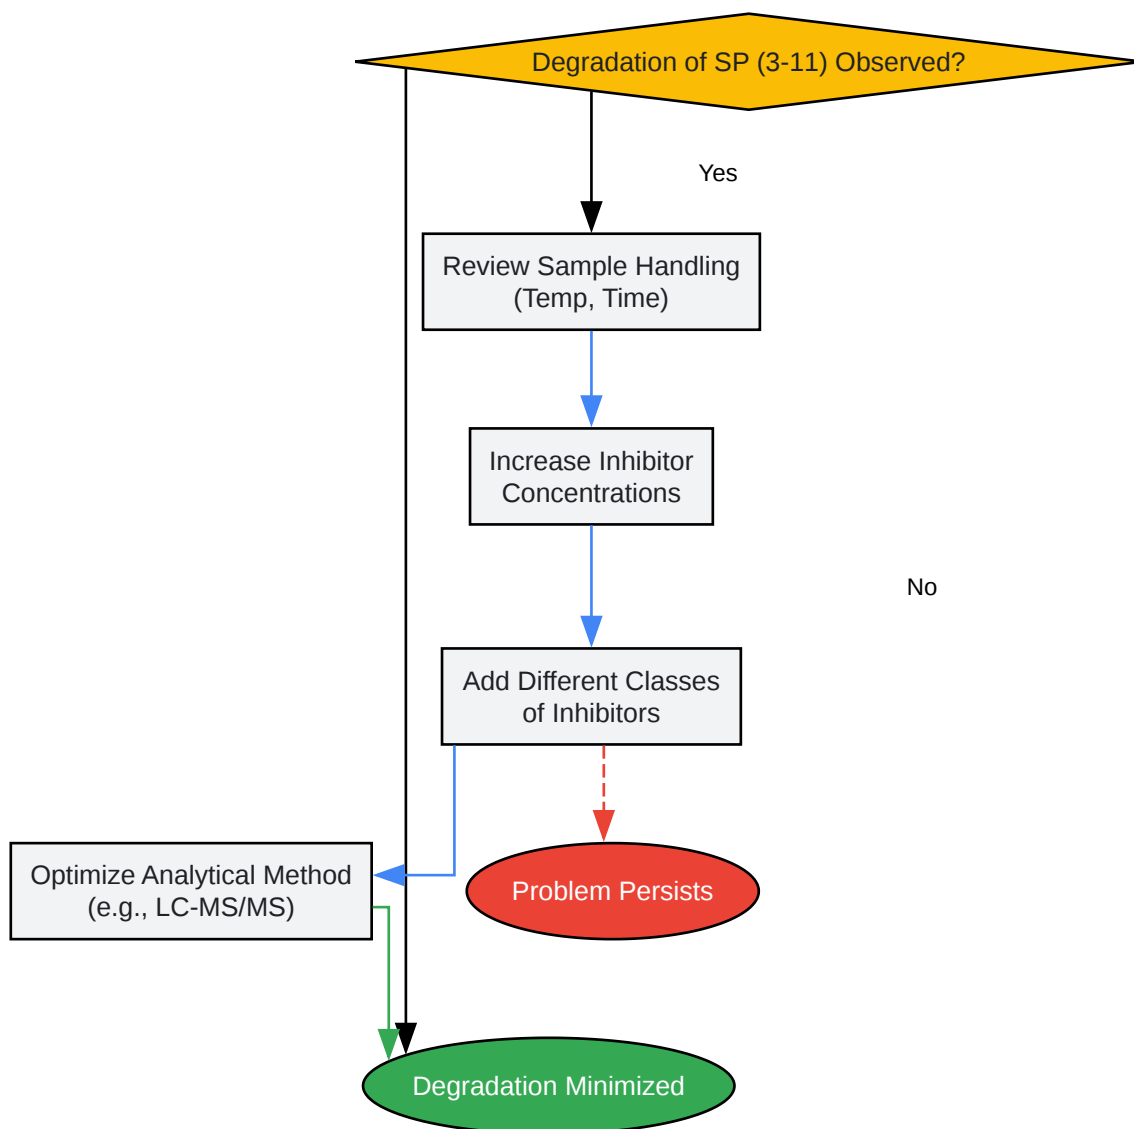 Degradation of SP (3-11) Observed?
Yes
Review Sample Handling
(Temp, Time)
Increase Inhibitor
Concentrations
No
Add Different Classes
of Inhibitors
Optimize Analytical Method
(e.g., LC-MS/MS)
Problem Persists
Degradation Minimized